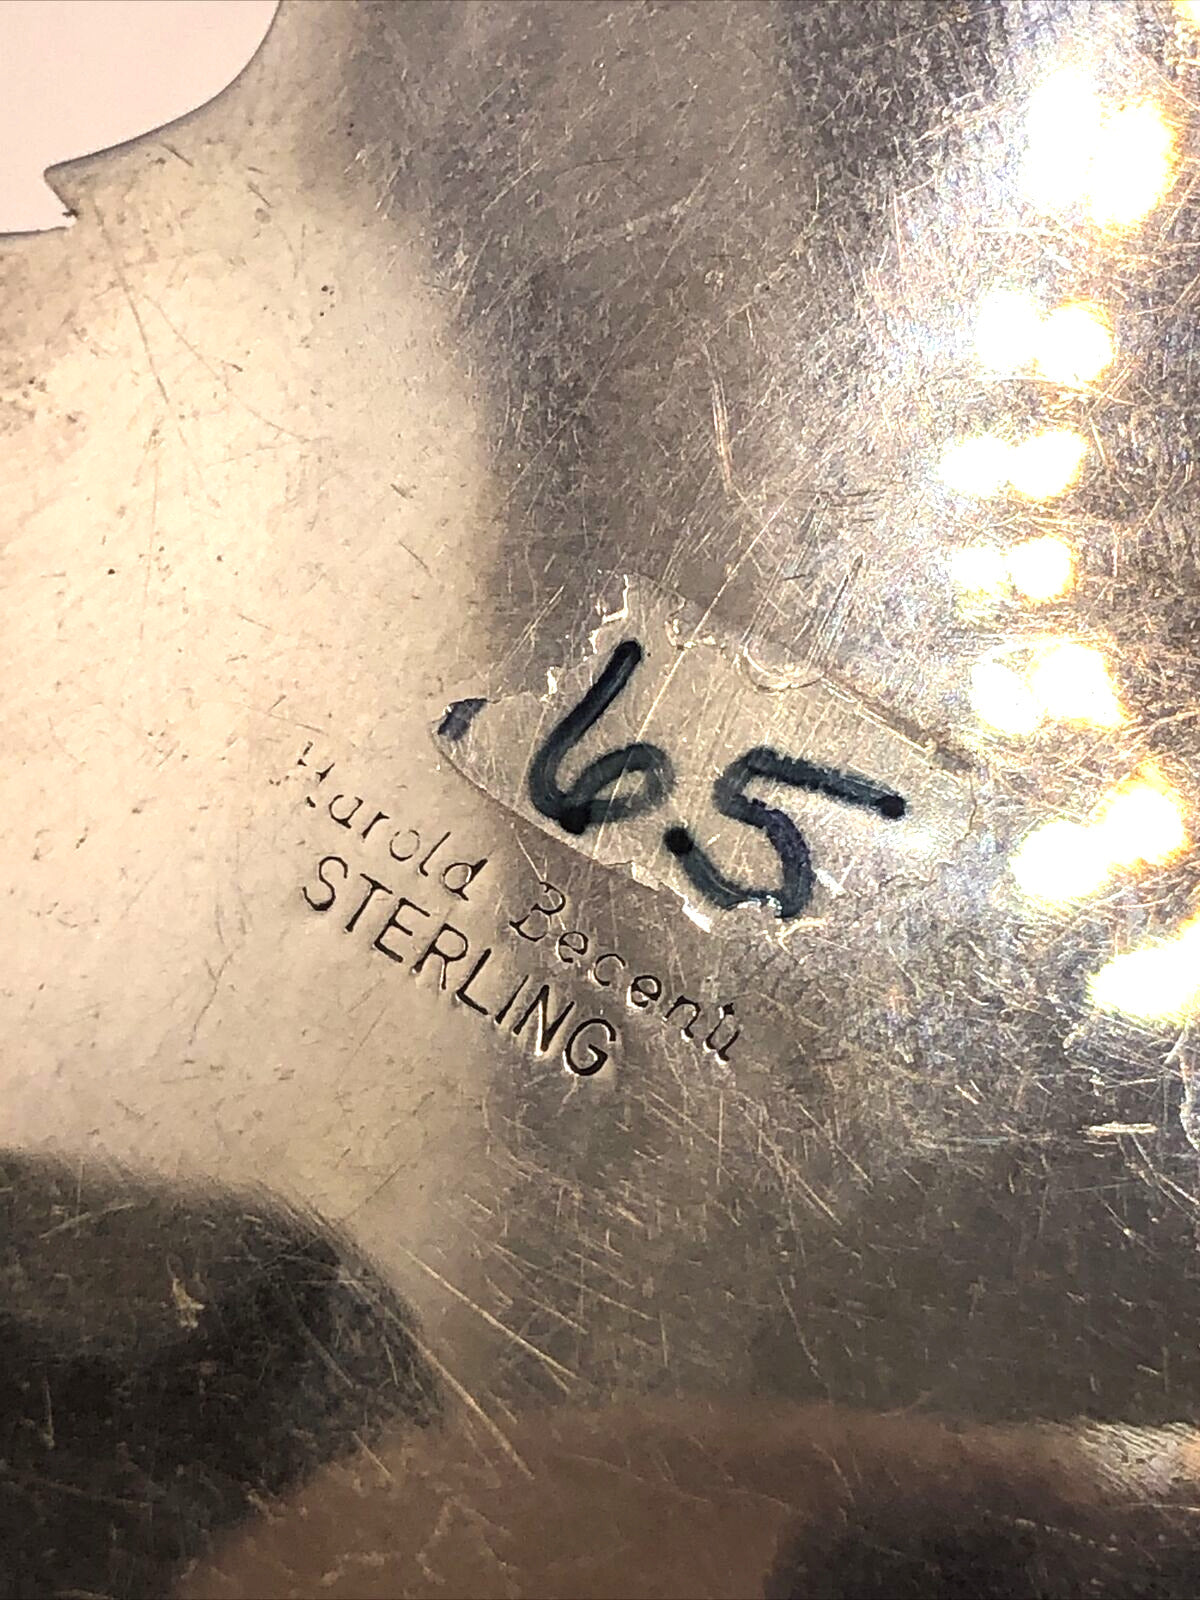 65
Harold Becenti
STERLING